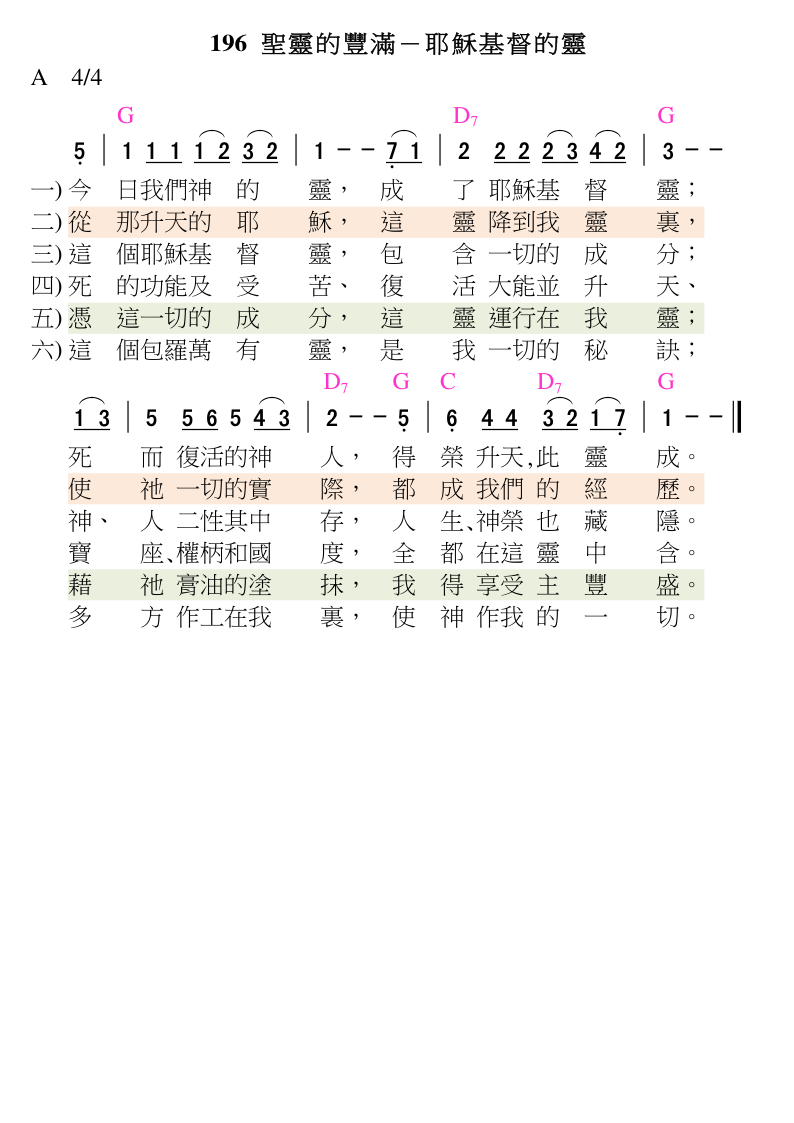 196 聖靈的豐滿－耶穌基督的靈
A 4/4
G D7 G
5 | 1 1 1 1 2 3 2 | 1 - - 7 1 | 2 2 2 2 3 4 2 | 3 - -
一) 今 日我們神 的 靈， 成 了 耶穌基 督 靈；
二) 從 那升天的 耶 穌， 這 靈 降到我 靈 裏，
三) 這 個耶穌基 督 靈， 包 含 一切的 成 分；
四) 死 的功能及 受 苦、 復 活 大能並 升 天、
五) 憑 這一切的 成 分， 這 靈 運行在 我 靈；
六) 這 個包羅萬 有 靈， 是 我 一切的 秘 訣；
D7 G C D7 G
1 3 | 5 5 6 5 4 3 | 2 - - 5 | 6 4 4 3 2 1 7 | 1 - - ‖
死 而 復活的神 人， 得 榮 升天,此 靈 成。
使 祂 一切的實 際， 都 成 我們 的 經 歷。
神、 人 二性其中 存， 人 生、神榮 也 藏 隱。
寶 座、權柄和國 度， 全 都 在這 靈 中 含。
藉 祂 膏油的塗 抹， 我 得 享受 主 豐 盛。
多 方 作工在我 裏， 使 神 作我 的 一 切。